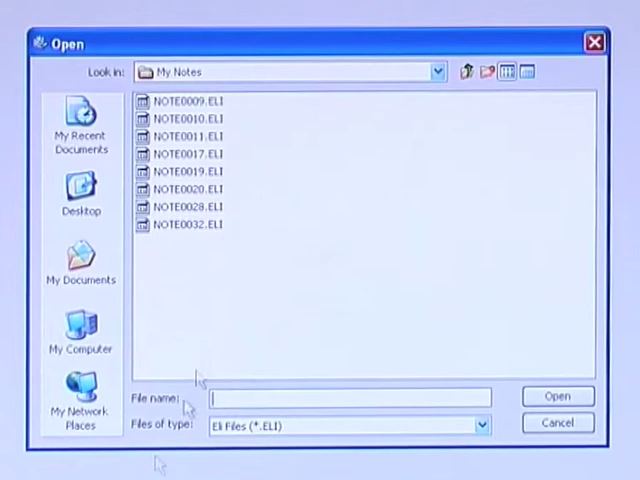 Open
Look in: My Notes
NOTE0009.ELI
NOTE0010.ELI
NOTE0011.ELI
NOTE0017.ELI
NOTE0019.ELI
NOTE0020.ELI
NOTE0028.ELI
NOTE0032.ELI
My Recent
Documents
Desktop
My Documents
My Computer
My Network
Places
File name:
Open
Files of type: Eli Files (*.ELI)
Cancel